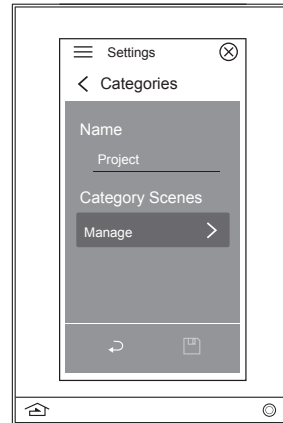 Settings
Categories
Name
Project
Category Scenes
Manage